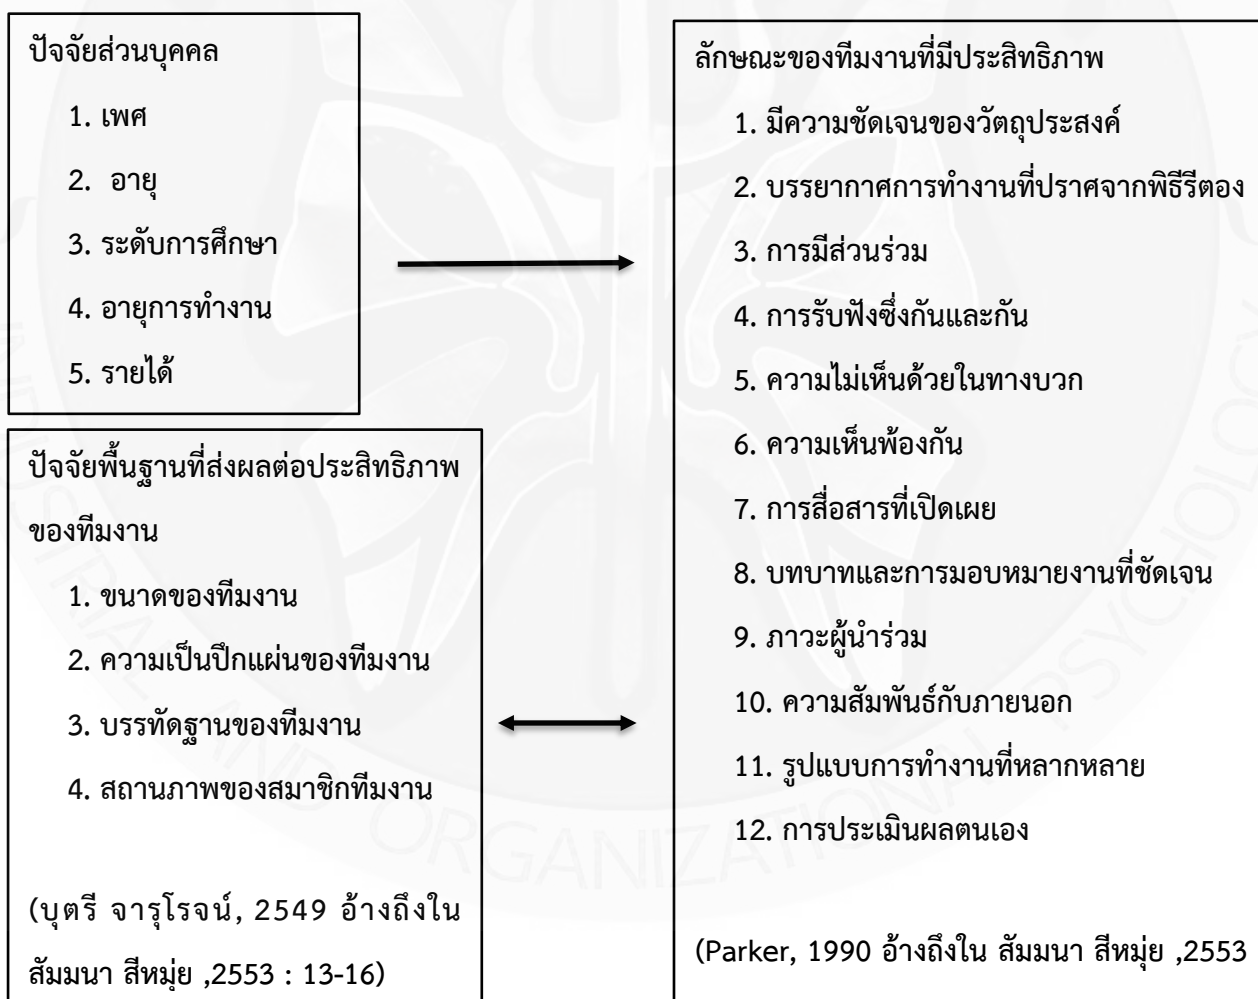 ปัจจัยส่วนบุคคล
1. เพศ
2. อายุ
3. ระดับการศึกษา
4. อายุการทำงาน
5. รายได้
ปัจจัยพื้นฐานที่ส่งผลต่อประสิทธิภาพ
ของทีมงาน
1. ขนาดของทีมงาน
2. ความเป็นปึกแผ่นของทีมงาน
3. บรรทัดฐานของทีมงาน
4. สถานภาพของสมาชิกทีมงาน
(บุตรี จารุโรจน์, 2549 อ้างถึงใน
สัมมนา สีหมุ่ย ,2553 : 13-16)
ลักษณะของทีมงานที่มีประสิทธิภาพ
1. มีความชัดเจนของวัตถุประสงค์
2. บรรยากาศการทำงานที่ปราศจากพิธีรีตอง
3. การมีส่วนร่วม
4. การรับฟังซึ่งกันและกัน
5. ความไม่เห็นด้วยในทางบวก
6. ความเห็นพ้องกัน
7. การสื่อสารที่เปิดเผย
8. บทบาทและการมอบหมายงานที่ชัดเจน
9. ภาวะผู้นำร่วม
10. ความสัมพันธ์กับภายนอก
11. รูปแบบการทำงานที่หลากหลาย
12. การประเมินผลตนเอง
(Parker, 1990 อ้างถึงใน สัมมนา สีหมุ่ย ,2553
INDUSTRIAL AND ORGANIZATIONAL PSYCHOLOGY